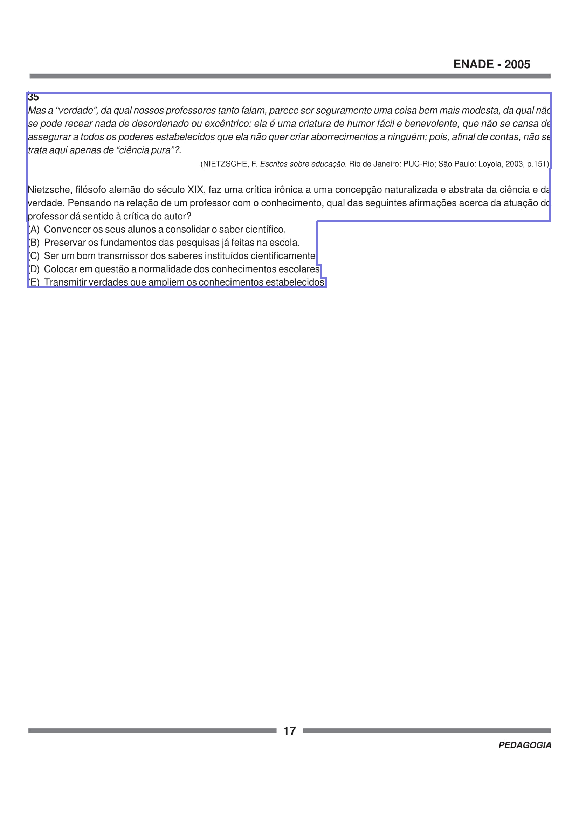 ENADE - 2005
35
Mas a "verdade", da qual nossos professores tanto falam, parece ser seguramente uma coisa bem mais modesta, da qual não
se pode recear nada de desordenado ou excêntrico: ela é uma criatura de humor fácil e benevolente, que não se cansa de
assegurar a todos os poderes estabelecidos que ela não quer criar aborrecimentos a ninguém; pois, afinal de contas, não se
trata aqui apenas de "ciência pura"?.
(NIETZSCHE, F. Escritos sobre educação. Rio de Janeiro: PUC-Rio; São Paulo: Loyola, 2003, p.151)
Nietzsche, filósofo alemão do século XIX, faz uma crítica irônica a uma concepção naturalizada e abstrata da ciência e da
verdade. Pensando na relação de um professor com o conhecimento, qual das seguintes afirmações acerca da atuação do
professor dá sentido à crítica do autor?
(A) Convencer os seus alunos a consolidar o saber científico.
(B) Preservar os fundamentos das pesquisas já feitas na escola.
(C) Ser um bom transmissor dos saberes instituídos cientificamente.
(D) Colocar em questão a normalidade dos conhecimentos escolares.
(E) Transmitir verdades que ampliem os conhecimentos estabelecidos.
17
PEDAGOGIA